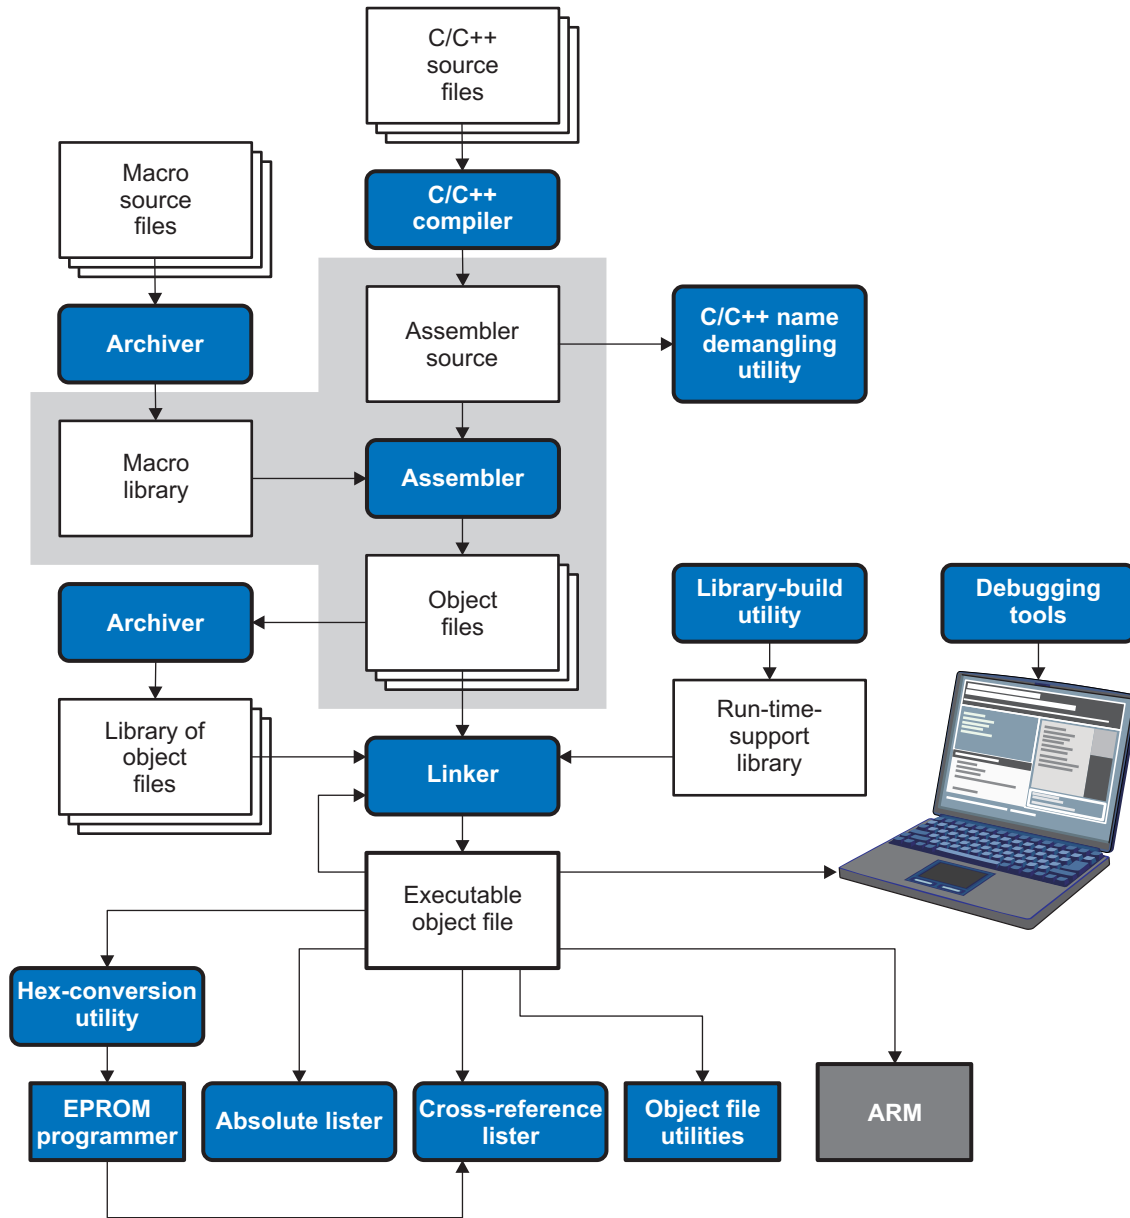 C/C++
source
files
Macro
source
files
C/C++
compiler
Archiver
Assembler
source
C/C++ name
demangling
utility
Macro
library
Assembler
Archiver
Object
files
Library-build
utility
Debugging
tools
Library of
object
files
Linker
Run-time-
support
library
Executable
object file
Hex-conversion
utility
EPROM
programmer
Absolute lister
Cross-reference
lister
Object file
utilities
ARM